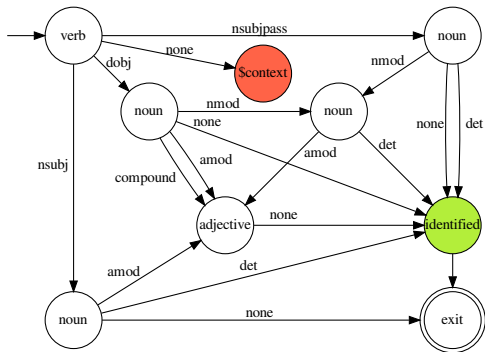 nsubjpass
verb
noun
none
dobj
$context
nmod
noun
nmod
noun
none
none
det
det
nsubj
amod
amod
compound
none
adjective
identified
det
amod
noun
none
exit